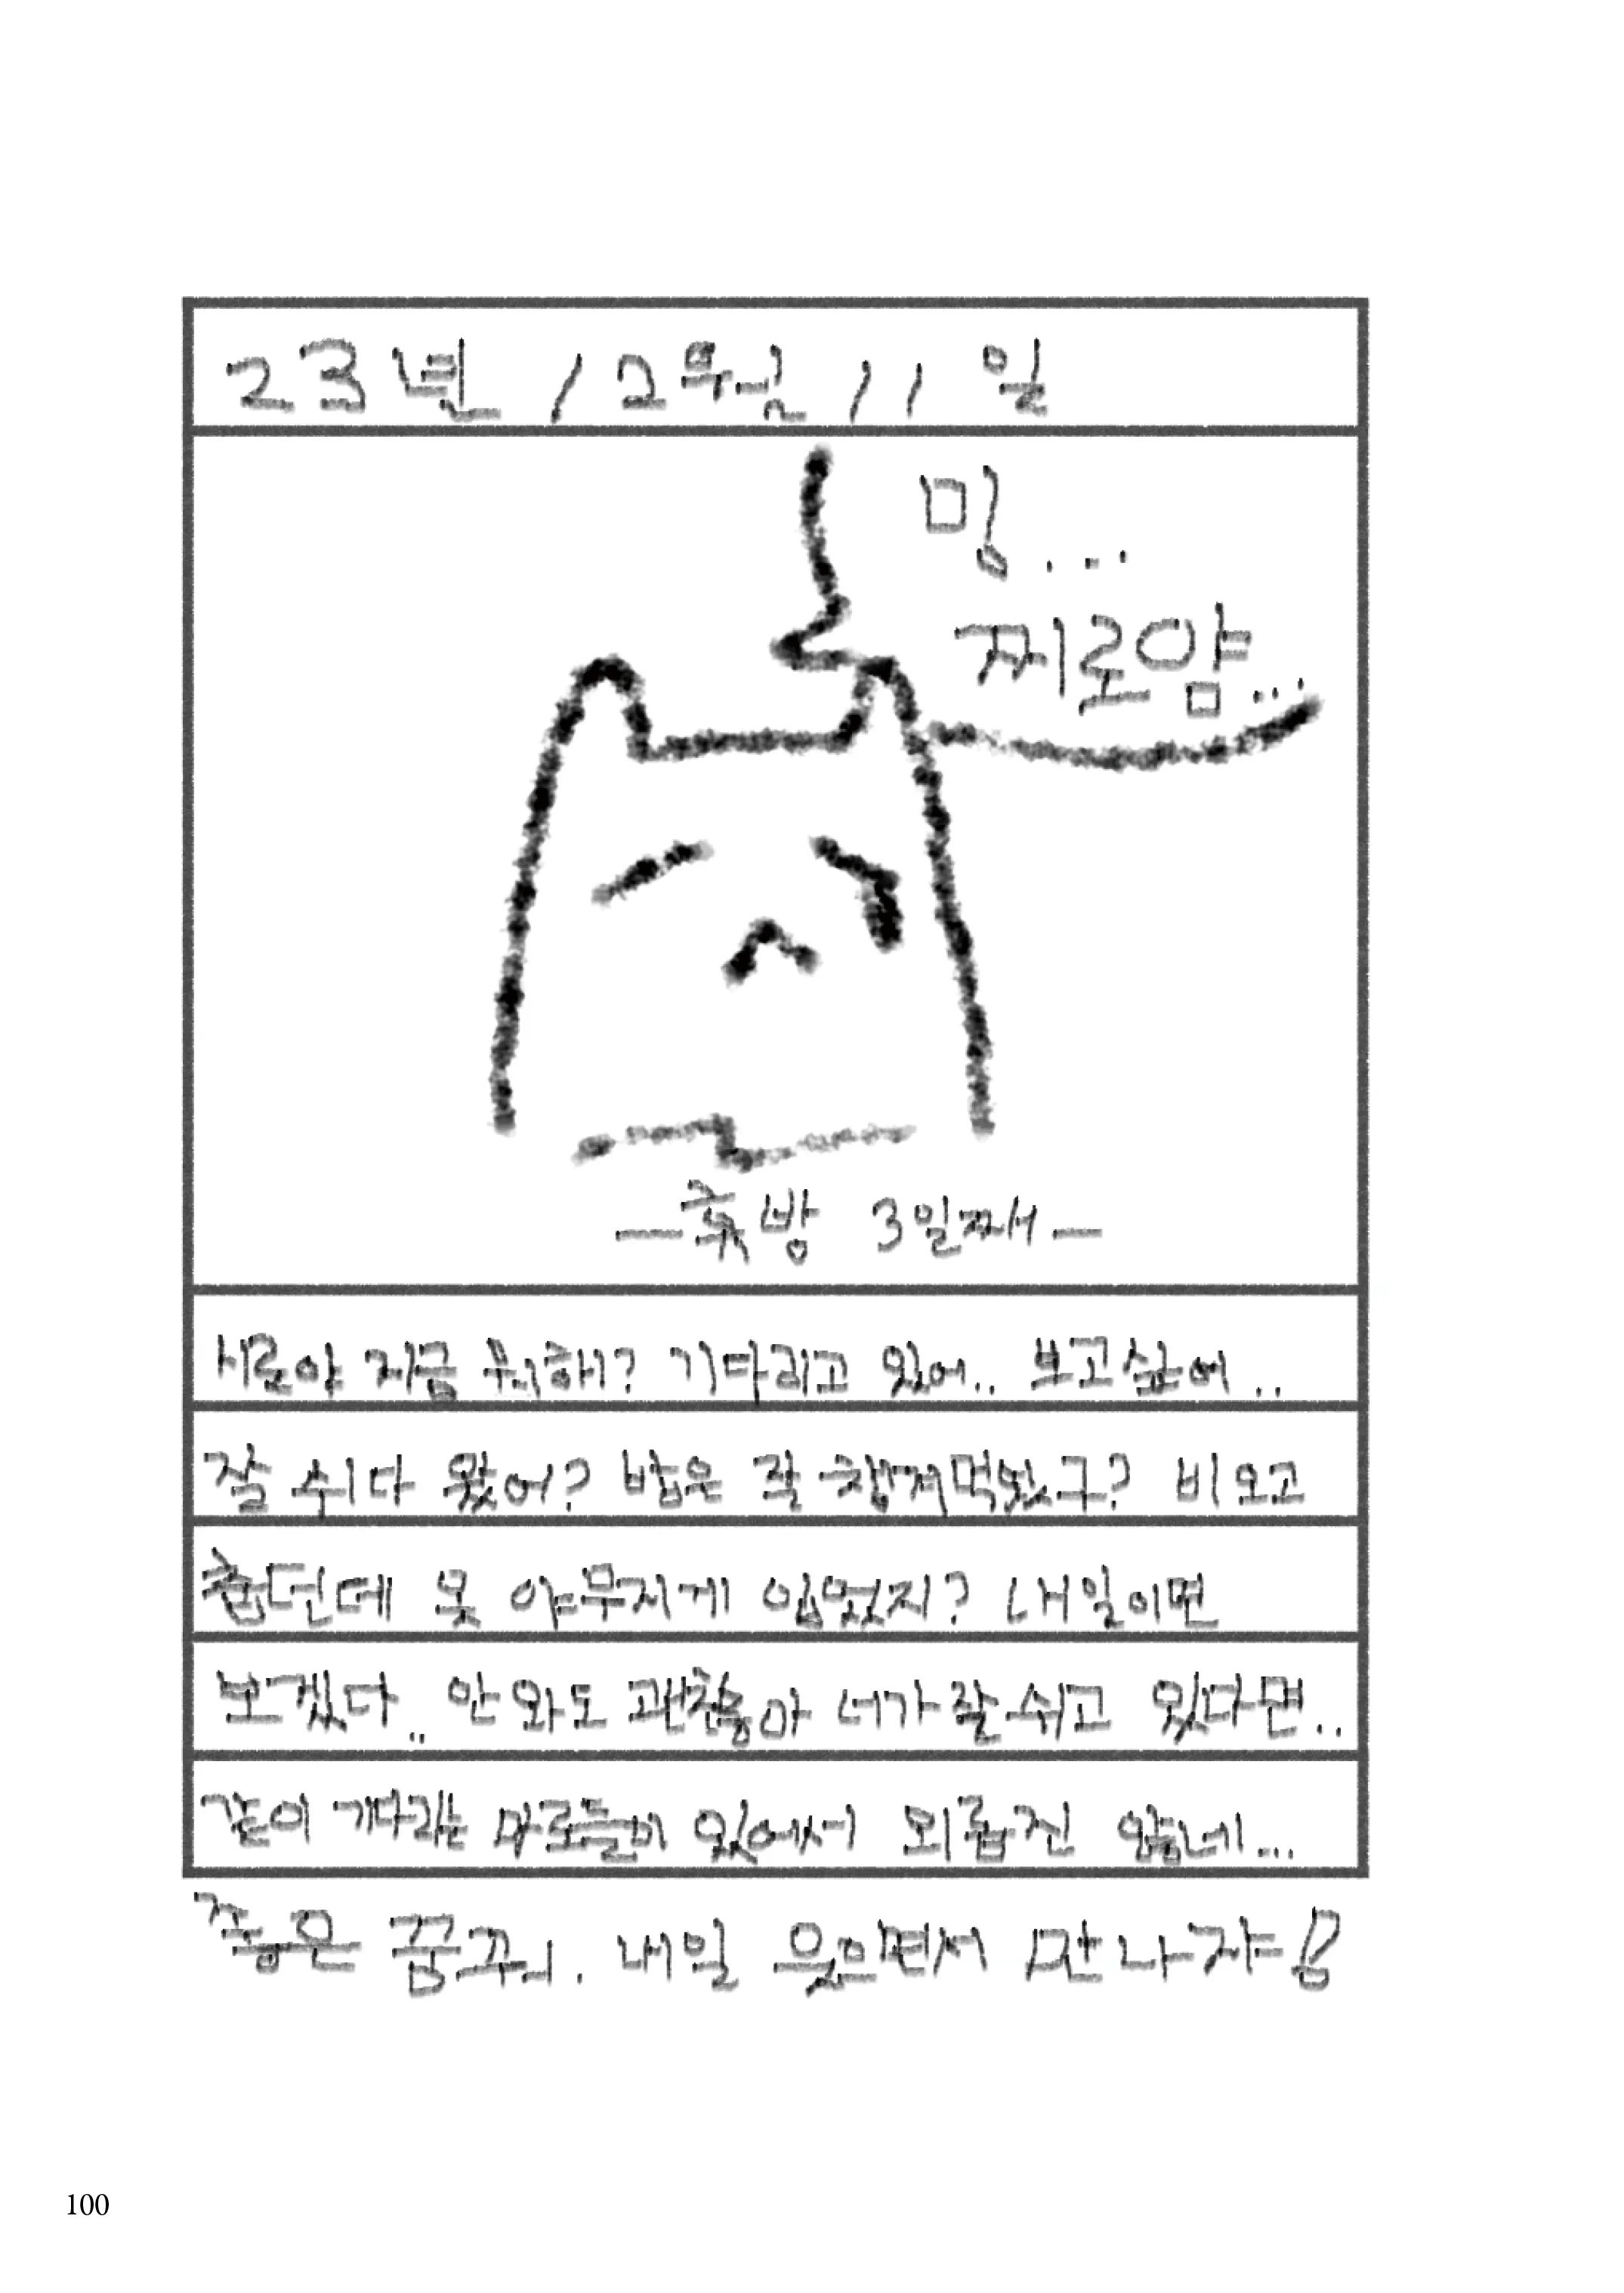 23년 12월 11일
밍...
찌로얌...
—휴방 3일째—
시로야 지금 뭐해? 기다리고 있어.. 보고싶어..
잘 쉬다 왔어? 밥은 잘 챙겨먹었구? 비오고
춥던데 옷 야무지게 입었지? 내일이면
보겠다.. 안 와도 괜찮아 너가 잘 쉬고 있다면..
같이 기다리는 마로들이 있어서 외롭진 않네...
좋은 꿈꾸고. 내일 웃으면서 만나자!
100